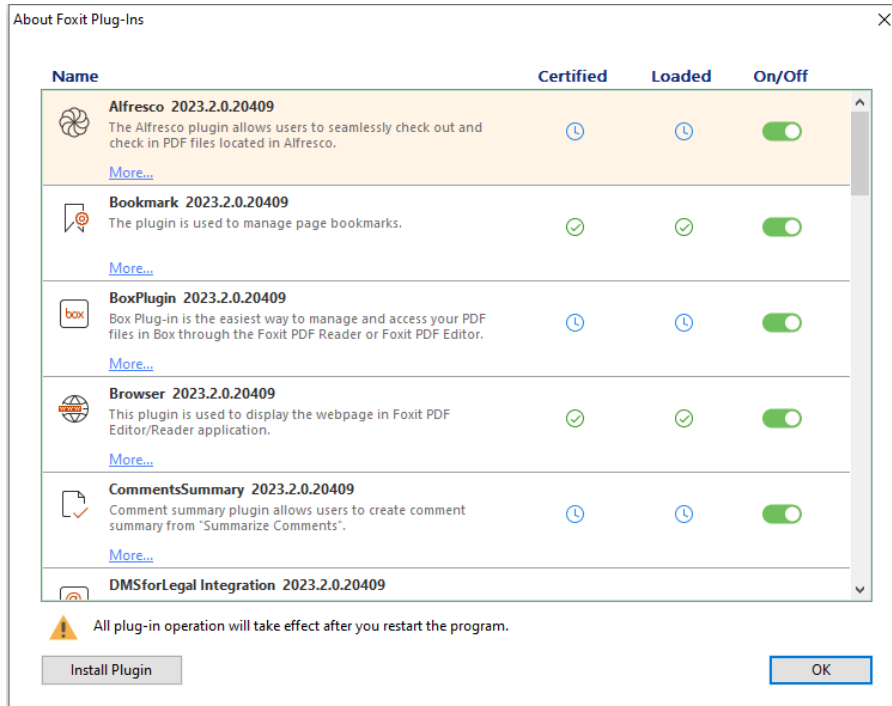 About Foxit Plug-Ins
Name Certified Loaded On/Off
Alfresco 2023.2.0.20409
The Alfresco plugin allows users to seamlessly check out and
check in PDF files located in Alfresco.
More...
Bookmark 2023.2.0.20409
The plugin is used to manage page bookmarks.
More...
box
BoxPlugin 2023.2.0.20409
Box Plug-in is the easiest way to manage and access your PDF
files in Box through the Foxit PDF Reader or Foxit PDF Editor.
More...
www
Browser 2023.2.0.20409
This plugin is used to display the webpage in Foxit PDF
Editor/Reader application.
More...
CommentsSummary 2023.2.0.20409
Comment summary plugin allows users to create comment
summary from "Summarize Comments".
More...
DMSforLegal Integration 2023.2.0.20409
All plug-in operation will take effect after you restart the program.
Install Plugin OK